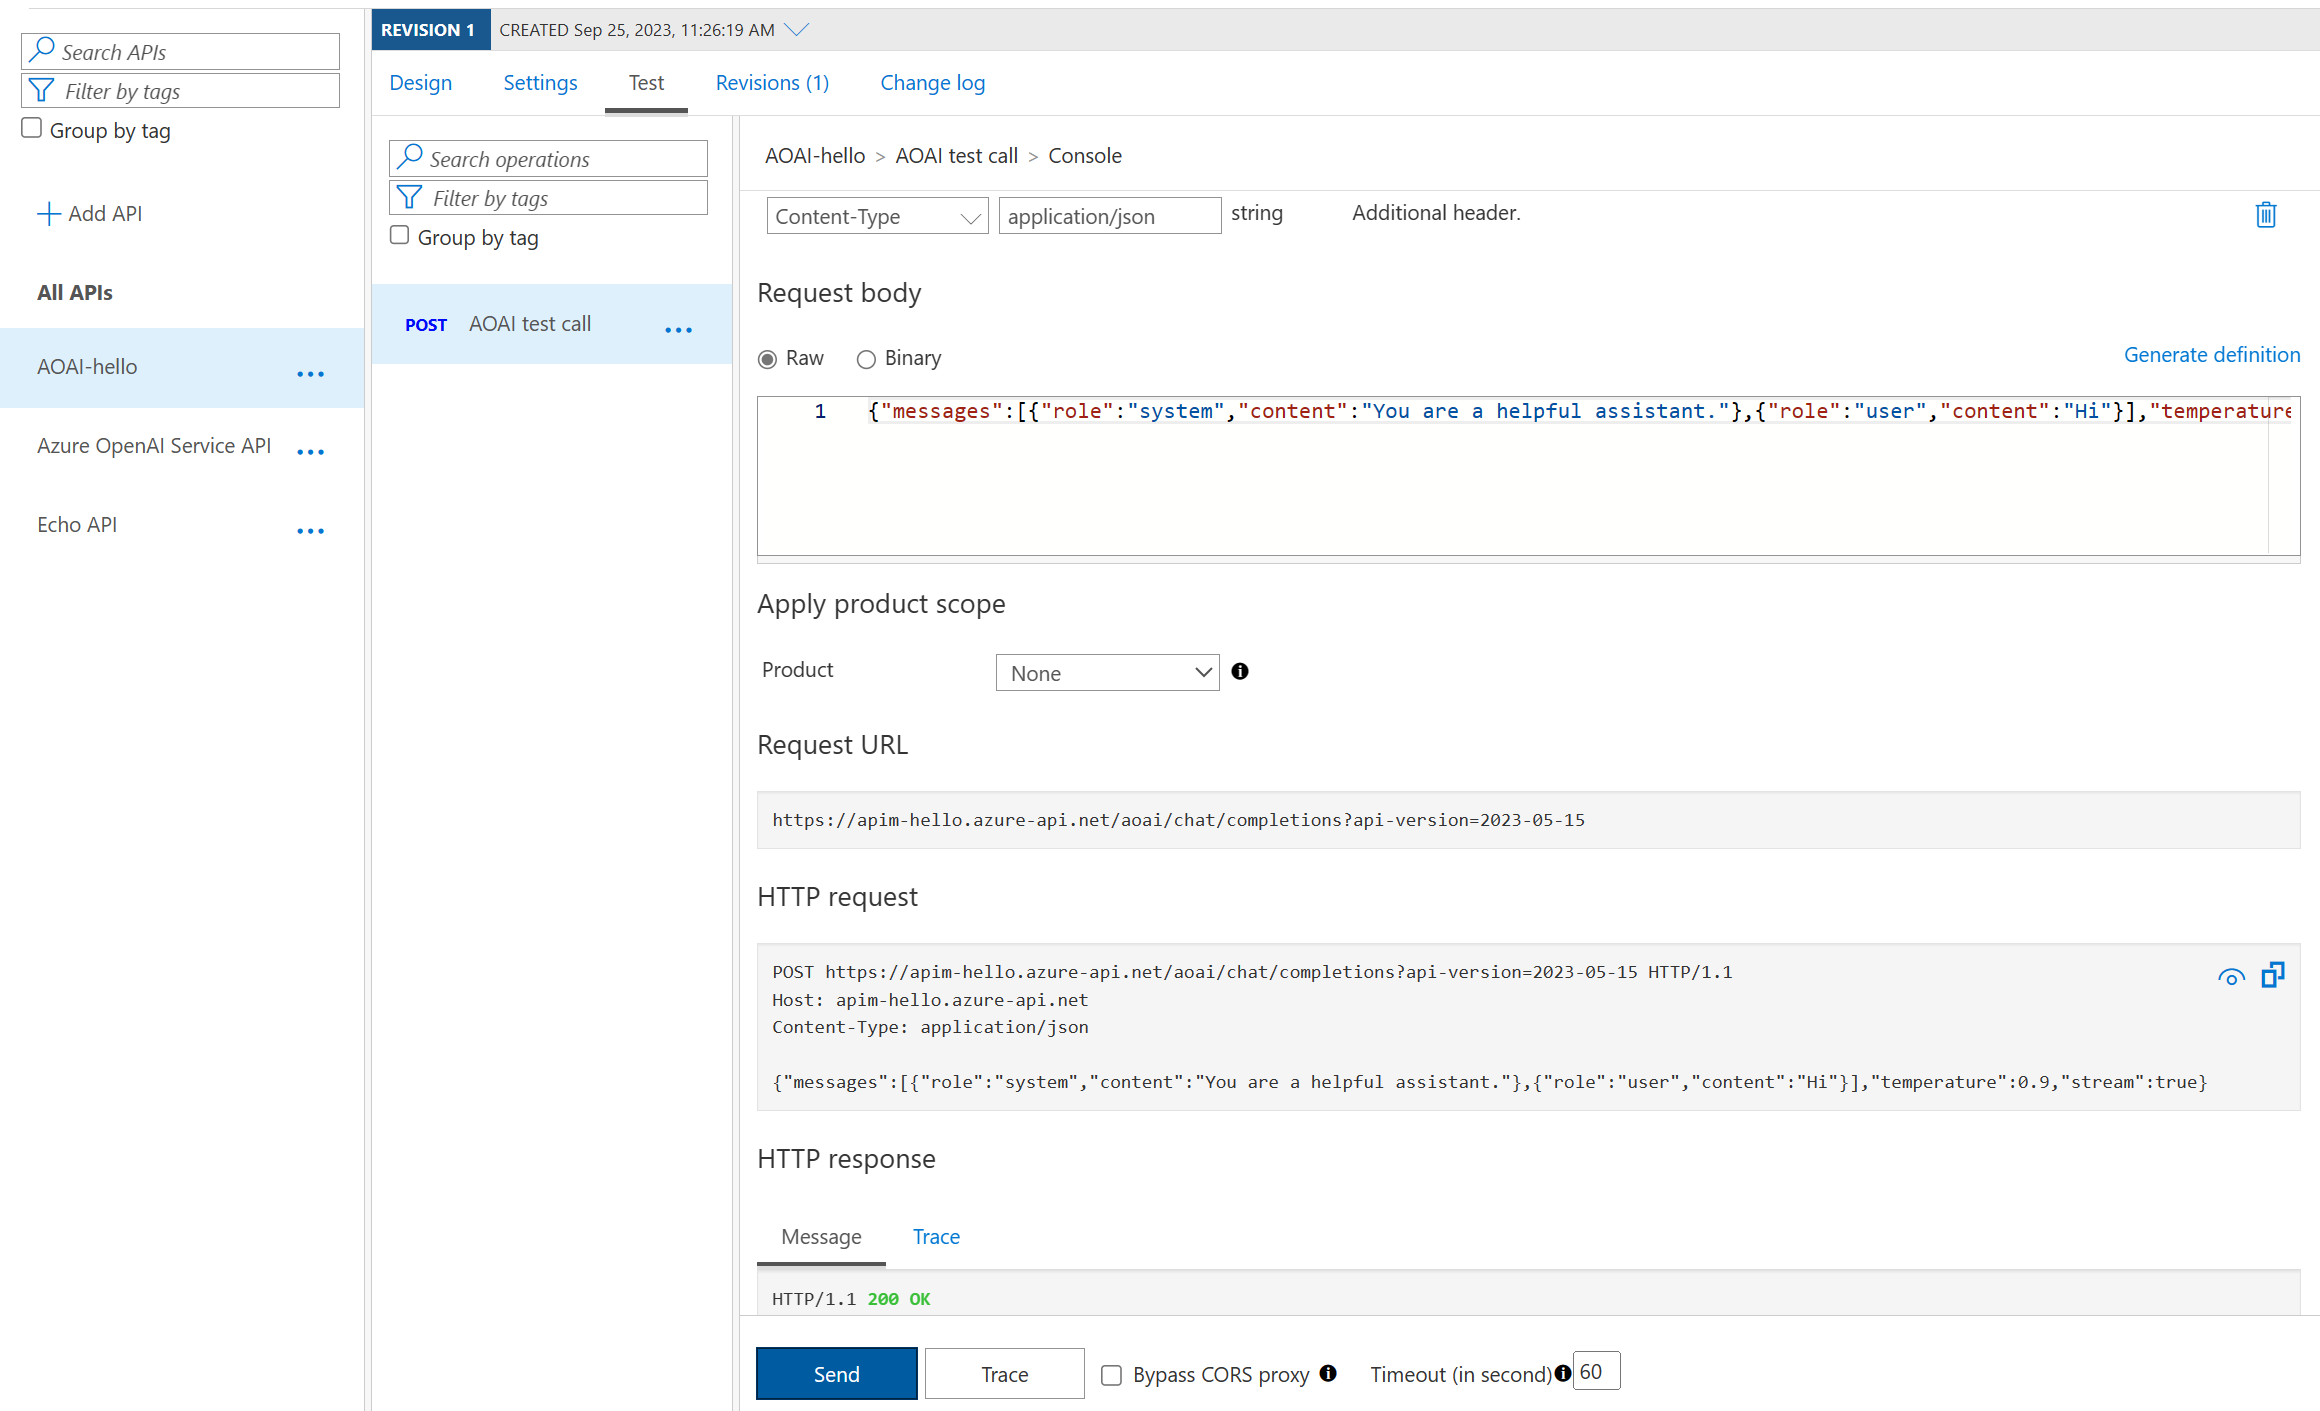 REVISION 1 CREATED Sep 25, 2023, 11:26:19 AM
Search APIs
Filter by tags
Group by tag
Add API
All APIs
AOAI-hello
Azure OpenAI Service API
Echo API
Design Settings Test Revisions (1) Change log
Search operations
Filter by tags
Group by tag
POST AOAI test call
AOAI-hello > AOAI test call > Console
Content-Type application/json string Additional header.
Request body
Raw Binary Generate definition
1 {"messages":[{"role":"system","content":"You are a helpful assistant."},{"role":"user","content":"Hi"}],"temperature
Apply product scope
Product None
Request URL
https://apim-hello.azure-api.net/aoai/chat/completions?api-version=2023-05-15
HTTP request
POST https://apim-hello.azure-api.net/aoai/chat/completions?api-version=2023-05-15 HTTP/1.1
Host: apim-hello.azure-api.net
Content-Type: application/json
{"messages":[{"role":"system","content":"You are a helpful assistant."},{"role":"user","content":"Hi"}],"temperature":0.9,"stream":true}
HTTP response
Message Trace
HTTP/1.1 200 OK
Send Trace Bypass CORS proxy Timeout (in second) 60